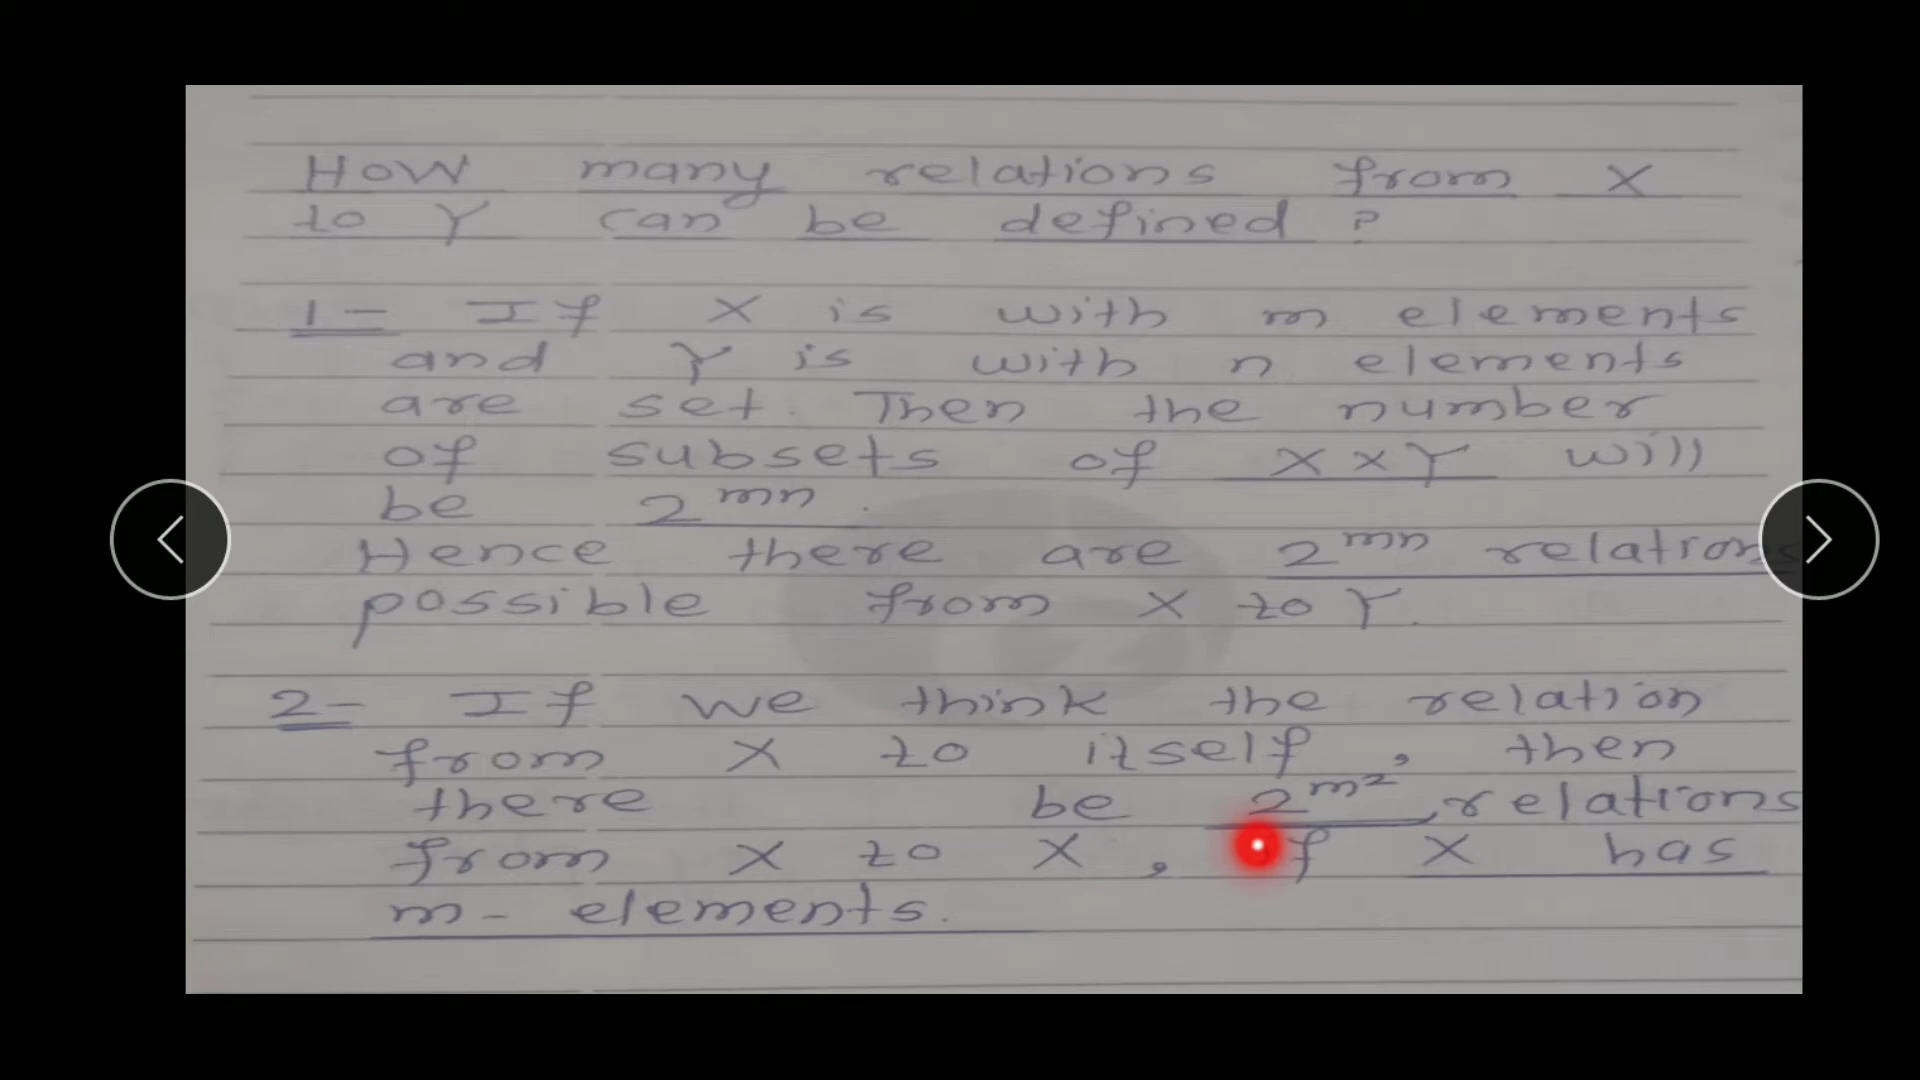 How many relations from X
to Y can be defined ?
1- If X is with m elements
and Y is with n elements
are set. Then the number
of subsets of X×Y will
be 2^mn.
Hence there are 2^mn relations
possible from X to Y.
2- If we think the relation
from X to itself, then
there be 2^m², relations
from X to X, if X has
m- elements.